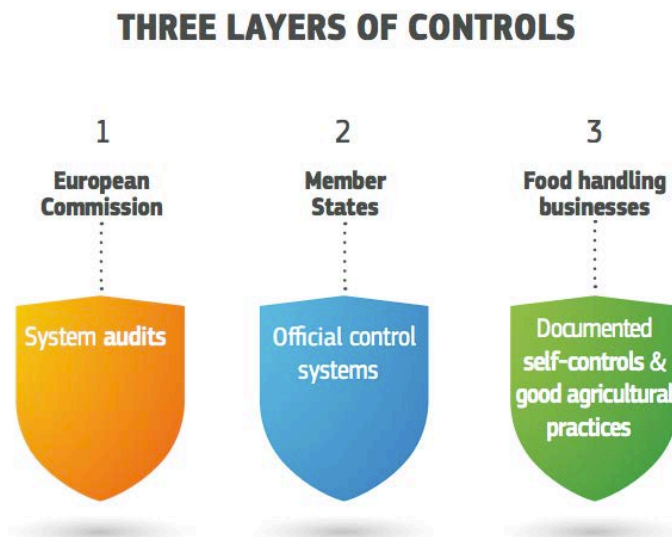 THREE LAYERS OF CONTROLS
1
European
Commission
System audits
2
Member
States
Official control
systems
3
Food handling
businesses
Documented
self-controls &
good agricultural
practices